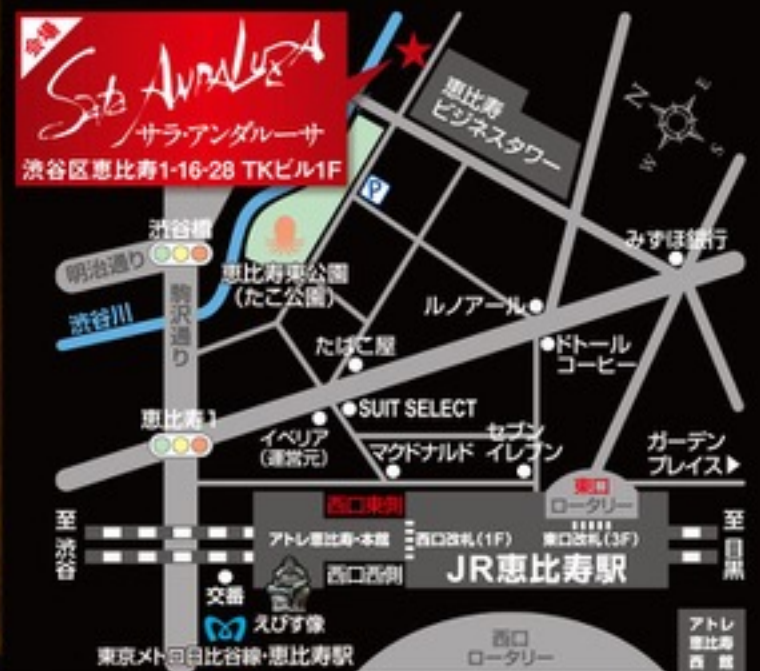 会場
Sala ANDALUZA
サラ・アンダルーサ
渋谷区恵比寿1-16-28 TKビル1F
恵比寿
ビジネスタワー
N
E
W
S
P
渋谷橋
明治通り
渋谷川
駒沢通り
恵比寿東公園
(たこ公園)
みずほ銀行
ルノアール
ドトール
コーヒー
たばこ屋
SUIT SELECT
恵比寿1
イベリア
(運営元)
マクドナルド
セブン
イレブン
ガーデン
プレイス▶
東口
ロータリー
西口東側
至渋谷
アトレ恵比寿・本館
西口改札(1F)
東口改札(3F)
至目黒
西口西側
JR恵比寿駅
交番
えびす像
東京メトロ日比谷線・恵比寿駅
西口
ロータリー
アトレ
恵比寿
西館